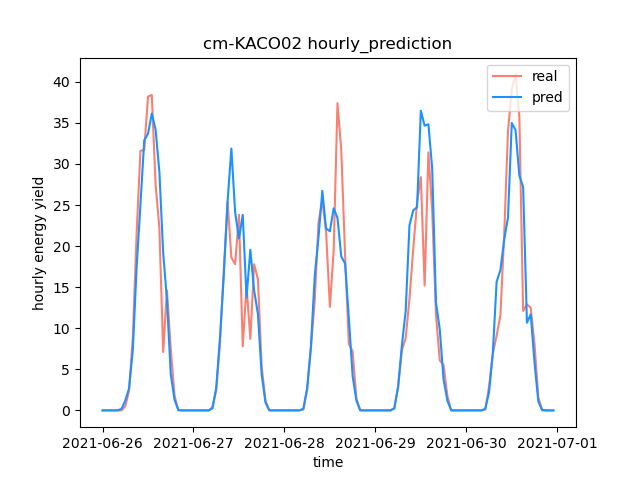 cm-KACO02 hourly_prediction
real
pred
hourly energy yield
40
35
30
25
20
15
10
5
0
2021-06-26 2021-06-27 2021-06-28 2021-06-29 2021-06-30 2021-07-01
time